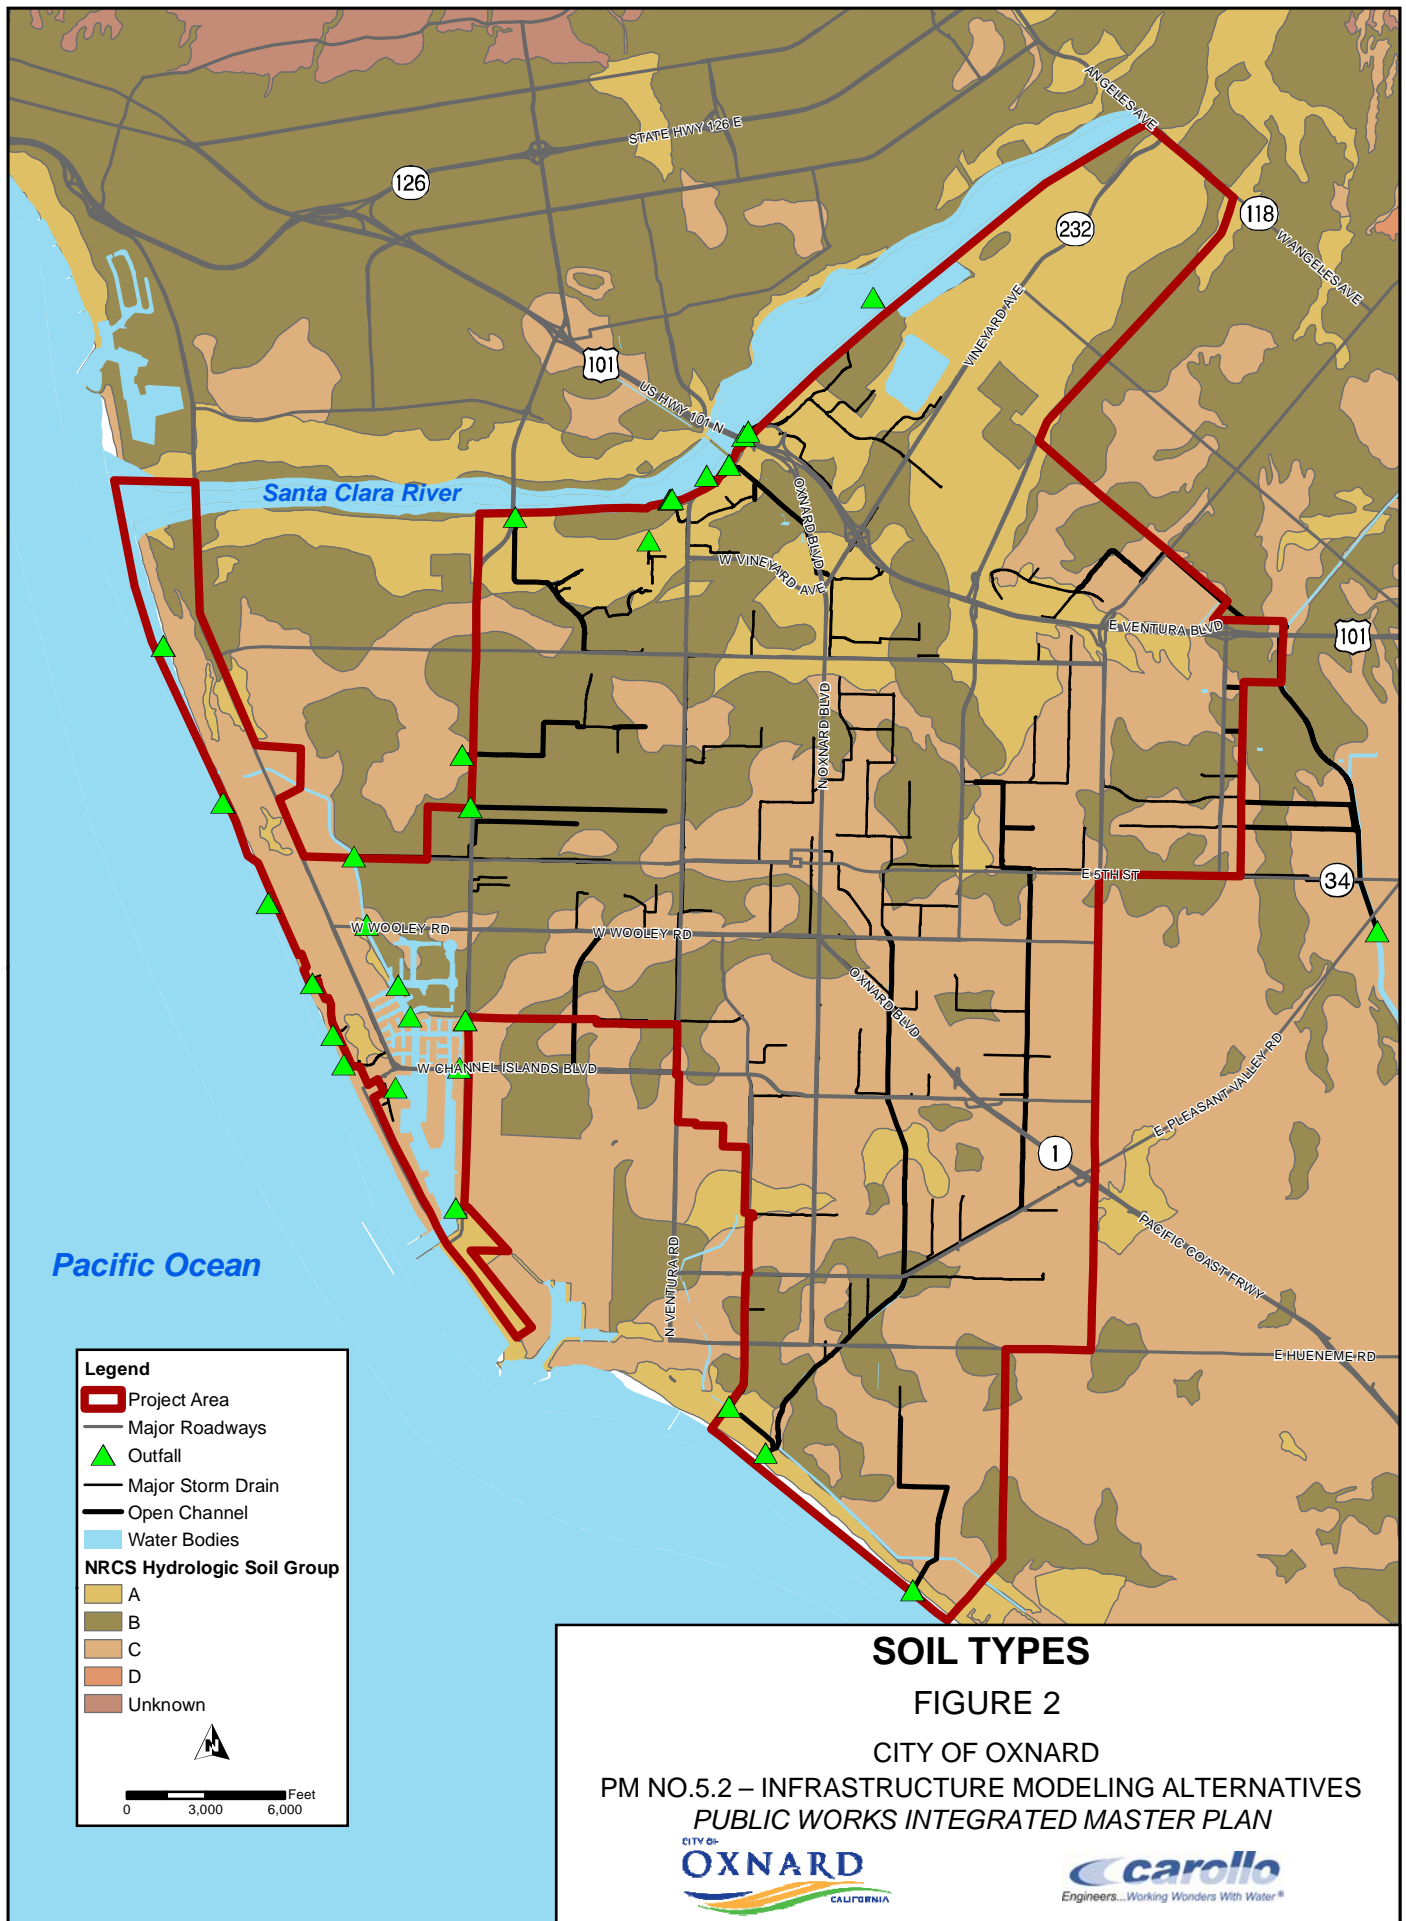 ANGELES AVE
STATE HWY 126 E
126
232
118
W ANGELES AVE
VINEYARD AVE
101
US HWY 101 N
Santa Clara River
OXNARD BLVD
W VINEYARD AVE
E VENTURA BLVD
101
N OXNARD BLVD
E 5TH ST
34
W WOOLEY RD
W WOOLEY RD
OXNARD BLVD
W CHANNEL ISLANDS BLVD
E PLEASANT VALLEY RD
1
PACIFIC COAST FRWY
N VENTURA RD
Pacific Ocean
E HUENEME RD
Legend
Project Area
Major Roadways
Outfall
Major Storm Drain
Open Channel
Water Bodies
NRCS Hydrologic Soil Group
A
B
C
D
Unknown
N
Feet
0 3,000 6,000
SOIL TYPES
FIGURE 2
CITY OF OXNARD
PM NO.5.2 – INFRASTRUCTURE MODELING ALTERNATIVES
PUBLIC WORKS INTEGRATED MASTER PLAN
CITY OF
OXNARD
CALIFORNIA
carollo
Engineers...Working Wonders With Water®